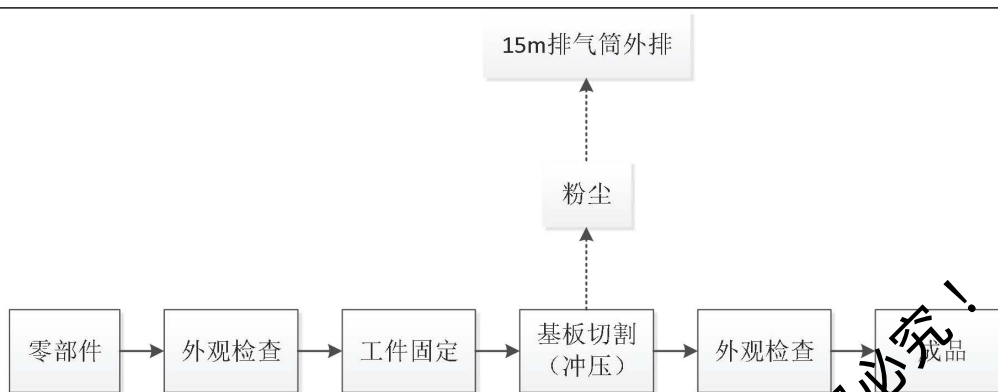 15m排气筒外排
粉尘
零部件
外观检查
工件固定
基板切割
（冲压）
外观检查
成品
必究！